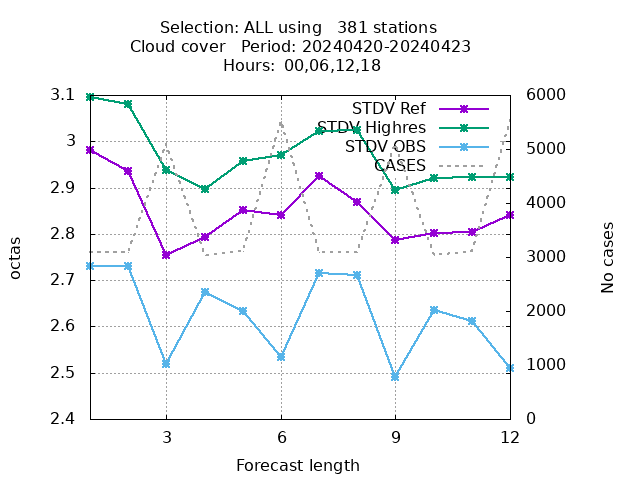 Selection: ALL using   381 stations
Cloud cover   Period: 20240420-20240423
Hours:  00,06,12,18
STDV Ref
STDV Highres
STDV OBS
CASES
octas
3.1
3
2.9
2.8
2.7
2.6
2.5
2.4
No cases
6000
5000
4000
3000
2000
1000
0
3 6 9 12
Forecast length